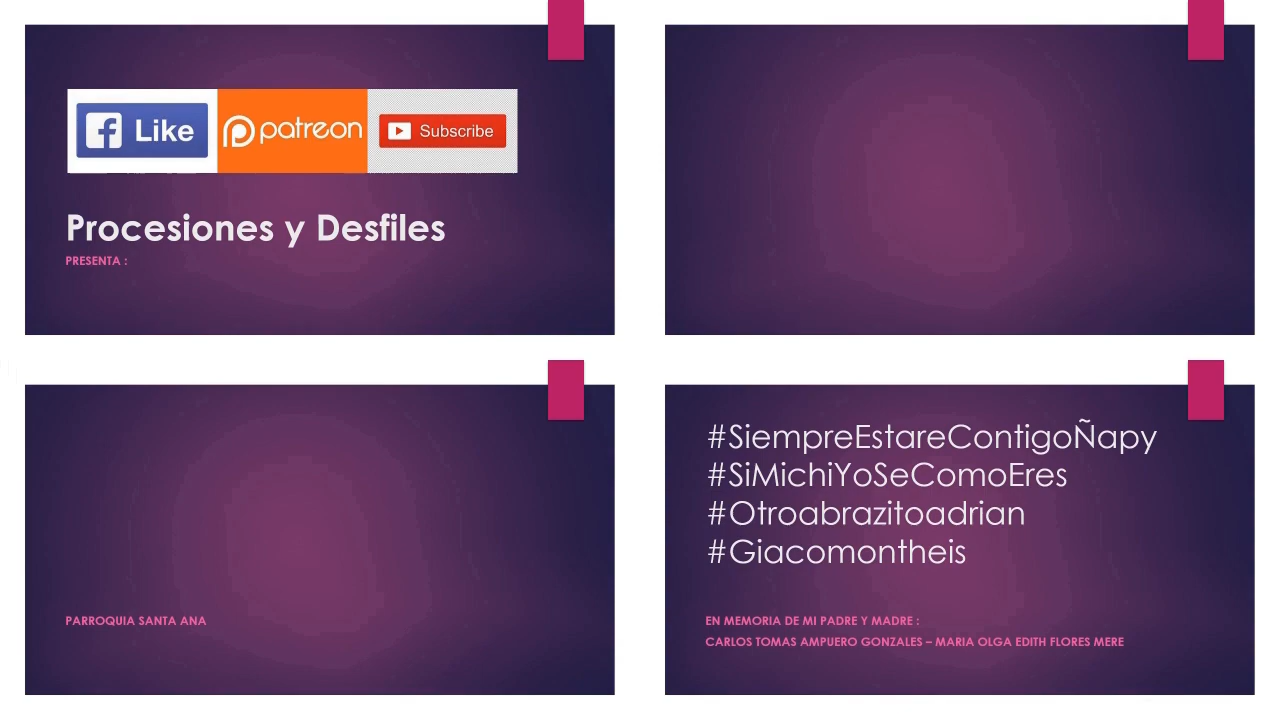 Like
patreon
Subscribe
Procesiones y Desfiles
PRESENTA :
PARROQUIA SANTA ANA
#SiempreEstareContigoÑapy
#SiMichiYoSeComoEres
#Otroabrazitoadrian
#Giacomontheis
EN MEMORIA DE MI PADRE Y MADRE :
CARLOS TOMAS AMPUERO GONZALES – MARIA OLGA EDITH FLORES MERE